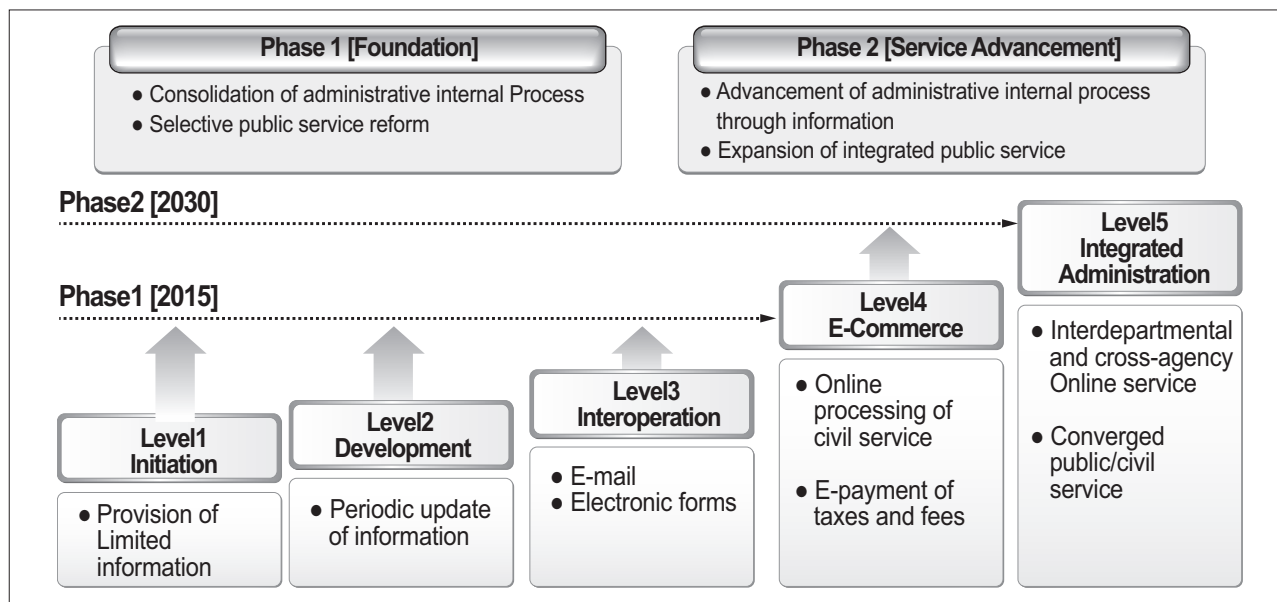 Phase 1 [Foundation]
● Consolidation of administrative internal Process
● Selective public service reform
Phase 2 [Service Advancement]
● Advancement of administrative internal process
through information
● Expansion of integrated public service
Phase2 [2030]
Phase1 [2015]
Level1
Initiation
● Provision of
Limited
information
Level2
Development
● Periodic update
of information
Level3
Interoperation
● E-mail
● Electronic forms
Level4
E-Commerce
● Online
processing of
civil service
● E-payment of
taxes and fees
Level5
Integrated
Administration
● Interdepartmental
and cross-agency
Online service
● Converged
public/civil
service